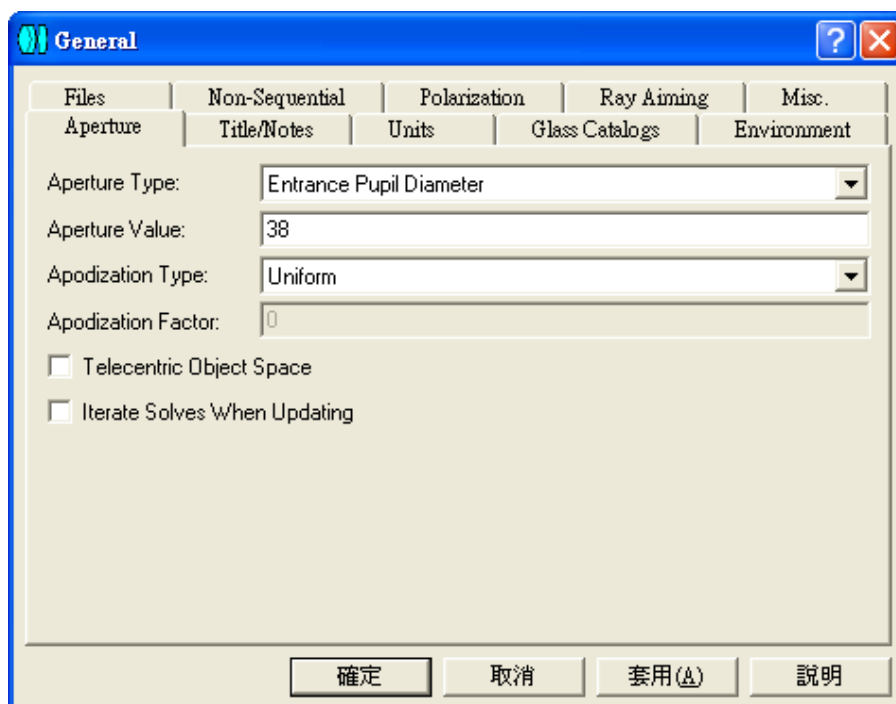 General
Files Non-Sequential Polarization Ray Aiming Misc.
Aperture Title/Notes Units Glass Catalogs Environment
Aperture Type: Entrance Pupil Diameter
Aperture Value: 38
Apodization Type: Uniform
Apodization Factor: 0
Telecentric Object Space
Iterate Solves When Updating
確定 取消 套用(A) 說明